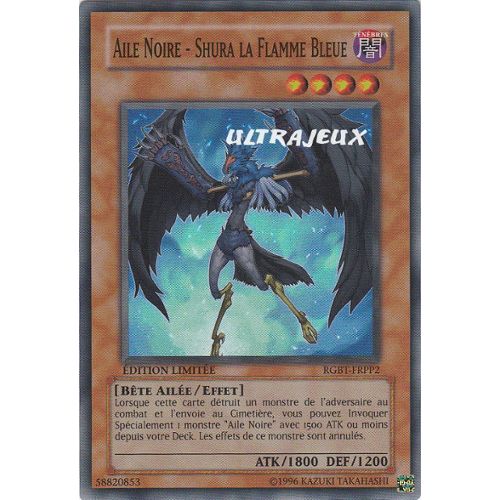 Aile Noire - Shura la Flamme Bleue
TÉNÈBRES
闇
ULTRAJEUX
ÉDITION LIMITÉE
RGBT-FRPP2
[Bête Ailée/Effet]
Lorsque cette carte détruit un monstre de l'adversaire au
combat et l'envoie au Cimetière, vous pouvez Invoquer
Spécialement 1 monstre "Aile Noire" avec 1500 ATK ou moins
depuis votre Deck. Les effets de ce monstre sont annulés.
ATK/1800 DEF/1200
58820853
©1996 KAZUKI TAKAHASHI